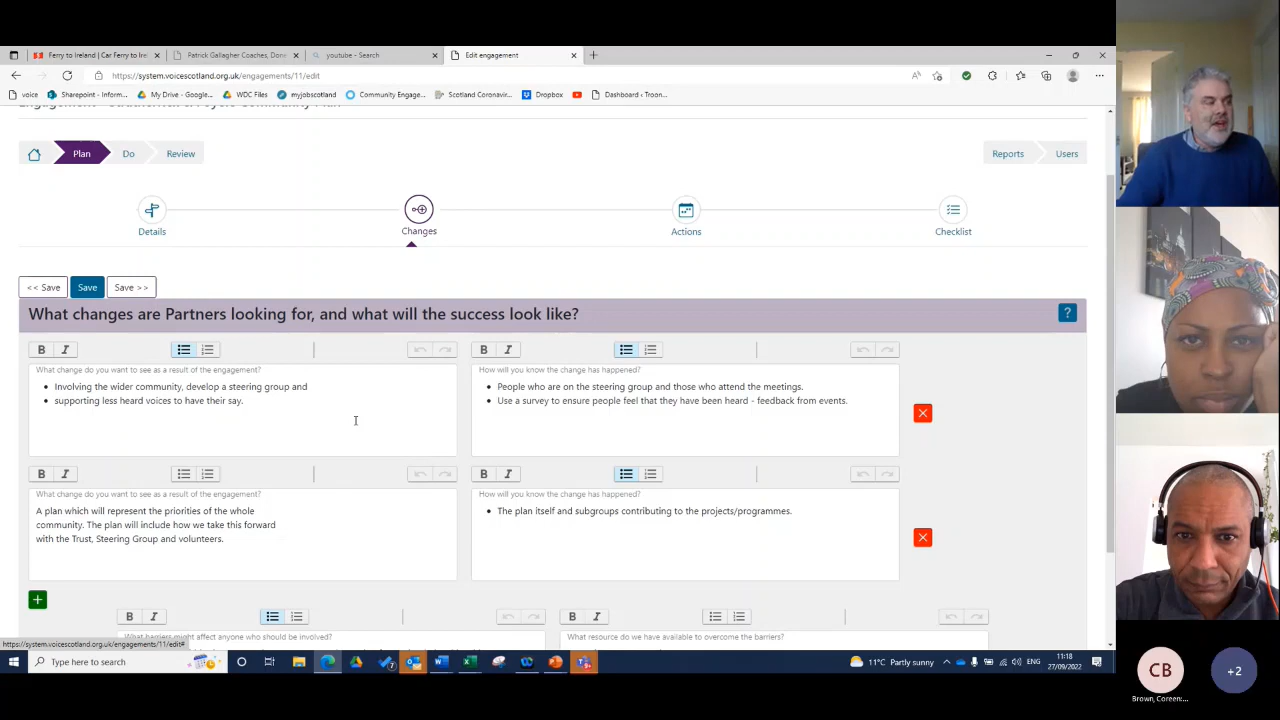 Ferry to Ireland | Car Ferry to Ire
Patrick Gallagher Coaches, Don
youtube - Search
Edit engagement
https://system.voicescotland.org.uk/engagements/11/edit
voice
Sharepoint - Inform...
My Drive - Google...
WDC Files
myjobscotland
Community Engage...
Scotland Coronavir...
Dropbox
Dashboard ‹ Troon...
Plan
Do
Review
Reports
Users
Details
Changes
Actions
Checklist
<< Save
Save
Save >>
What changes are Partners looking for, and what will the success look like?
?
B I
B I
What change do you want to see as a result of the engagement?
• Involving the wider community, develop a steering group and
• supporting less heard voices to have their say.
How will you know the change has happened?
• People who are on the steering group and those who attend the meetings.
• Use a survey to ensure people feel that they have been heard - feedback from events.
B I
B I
What change do you want to see as a result of the engagement?
A plan which will represent the priorities of the whole
community. The plan will include how we take this forward
with the Trust, Steering Group and volunteers.
How will you know the change has happened?
• The plan itself and subgroups contributing to the projects/programmes.
B I
B I
What barriers might affect anyone who should be involved?
What resource do we have available to overcome the barriers?
https://system.voicescotland.org.uk/engagements/11/edit#
Type here to search
11°C Partly sunny
ENG
11:18
27/09/2022
CB
+2
Brown, Coreen:...